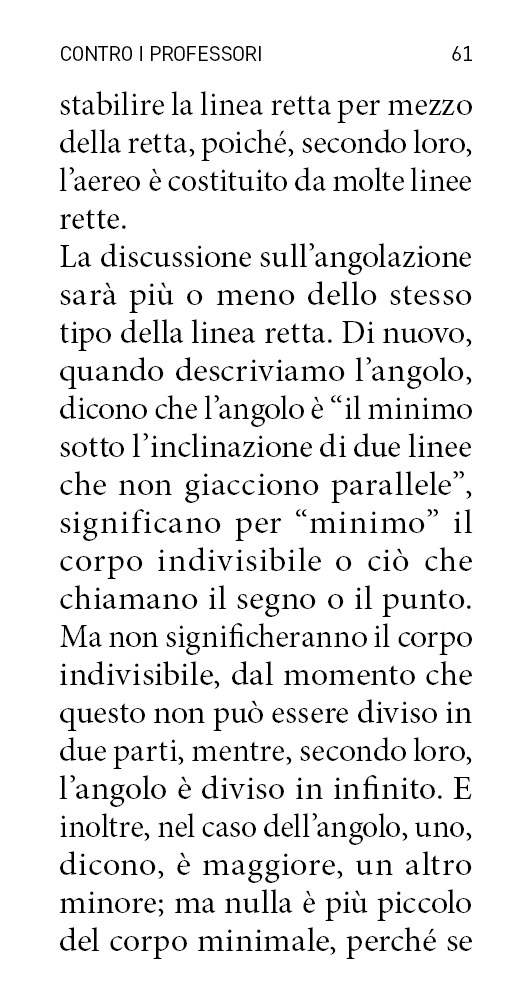 CONTRO I PROFESSORI 61
stabilire la linea retta per mezzo
della retta, poiché, secondo loro,
l’aereo è costituito da molte linee
rette.
La discussione sull’angolazione
sarà più o meno dello stesso
tipo della linea retta. Di nuovo,
quando descriviamo l’angolo,
dicono che l’angolo è “il minimo
sotto l’inclinazione di due linee
che non giacciono parallele”,
significano per “minimo” il
corpo indivisibile o ciò che
chiamano il segno o il punto.
Ma non significheranno il corpo
indivisibile, dal momento che
questo non può essere diviso in
due parti, mentre, secondo loro,
l’angolo è diviso in infinito. E
inoltre, nel caso dell’angolo, uno,
dicono, è maggiore, un altro
minore; ma nulla è più piccolo
del corpo minimale, perché se